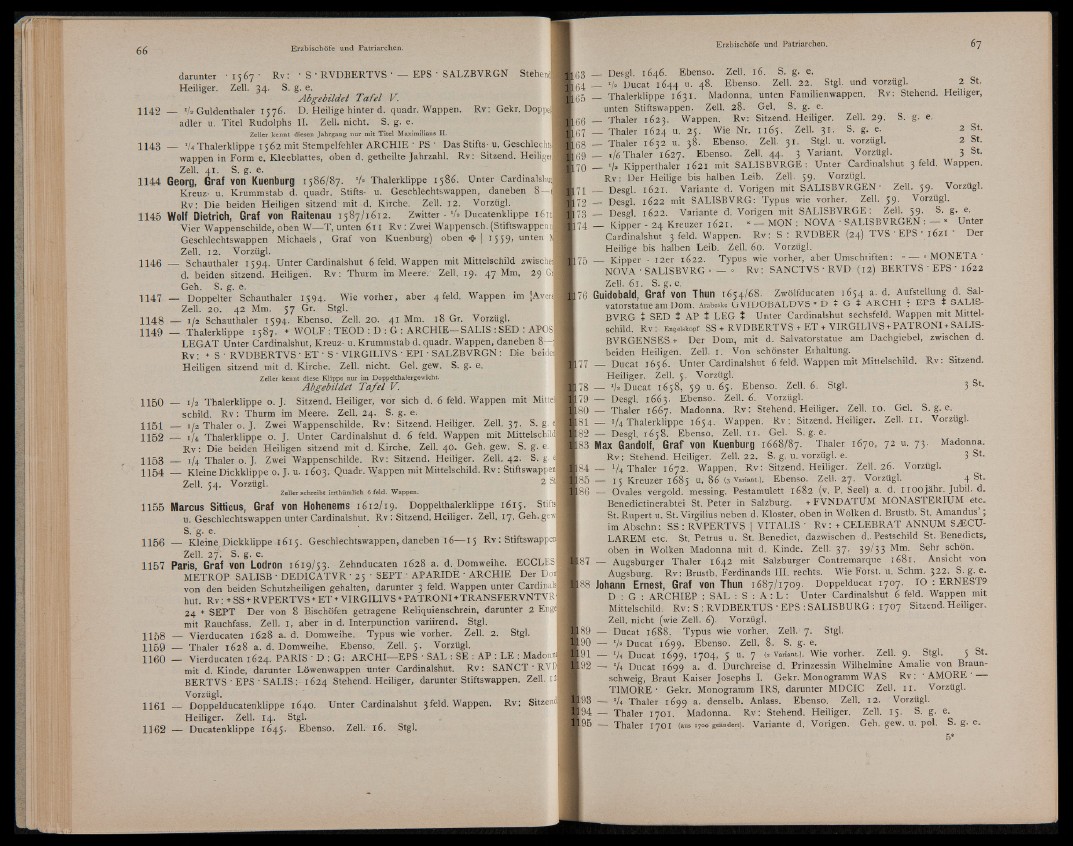 66
Erzbischöfe und Patriarchen.
darunter · 1567 · Rv: · S · RVDBERTVS · — EPS · SALZBVRGN
Heiliger. Zell. 34. S. g. e.
Abgebildet Tafel V.
1142 — ½ Guldenthaler 1576. D. Heilige hinter d. quadr. Wappen. Rv: Gekr.
adler u. Titel Rudolphs II. Zell. nicht. S. g. e.
Zeller kennt diesen Jahrgang nur mit Titel Maximilians II.
1143 — ¼ Thalerklippe 1562 mit Stempelfehler ARCHIE · PS · Das Stifts- u.
wappen in Form e. Kleeblattes, oben d. getheilte Jahrzahl. Rv: Sitzend.
Zell. 41. S. g. e.
1144 Georg, Graf von Kuenburg 1586/87. ½ Thalerklippe 1586. Unter
Kreuz- u. Krummstab d. quadr. Stifts- u. Geschlechtswappen, daneben 8—
Rv: Die beiden Heiligen sitzend mit d. Kirche. Zell. 12. Vorzügl.
1145 Wolf Dietrich, Graf von Raitenau 1587/1612. Zwitter - ½ Ducatenklippe
Vier Wappenschilde, oben W—T, unten 611 Rv: Zwei Wappensch. (Stiftswappen
Geschlechtswappen Michaels, Graf von Kuenburg) oben ✤ | 1559, unten
Zell. 12. Vorzügl.
1146 — Schauthaler 1594. Unter Cardinalshut 6 feld. Wappen mit Mittelschild
d. beiden sitzend. Heiligen. Rv: Thurm im Meere. Zell. 19. 47 Mm, 29
Geh. S. g. e.
1147 — Doppelter Schauthaler 1594. Wie vorher, aber 4 feld. Wappen im
Zell. 20. 42 Mm. 57 Gr. Stgl.
1148 — 1/2 Schauthaler 1594. Ebenso. Zell. 20. 41 Mm. 18 Gr. Vorzügl.
1149 — Thalerklippe 1587. + WOLF : TEOD : D : G : ARCHIE—SALIS : SED :
LEGAT Unter Cardinalshut, Kreuz- u. Krummstab d. quadr. Wappen, daneben 8—
Rv: + S · RVDBERTVS · ET · S · VIRGILIVS · EPI · SALZBVRGN: Die
Heiligen sitzend mit d. Kirche. Zell. nicht. Gel. gew. S. g. e.
Zeller kennt diese Klippe nur im Doppelthalergewicht.
Abgebildet Tafel V.
1150 — 1/2 Thalerklippe o. J. Sitzend. Heiliger, vor sich d. 6 feld. Wappen mit
schild. Rv: Thurm im Meere. Zell. 24. S. g. e.
1151 — 1/2 Thaler o. J. Zwei Wappenschilde. Rv: Sitzend. Heiliger. Zell. 37. S. g.
1152 — 1/4 Thalerklippe o. J. Unter Cardinalshut d. 6 feld. Wappen mit
Rv: Die beiden Heiligen sitzend mit d. Kirche. Zell. 40. Geh. gew. S. g. e.
1153 — 1/4 Thaler o. J. Zwei Wappenschilde. Rv: Sitzend. Heiliger. Zell. 42. S. g.
1154 — Kleine Dickklippe o. J. u. 1603. Quadr. Wappen mit Mittelschild. Rv:
Zell. 54. Vorzügl. 2
Zeller schreibt irrthümlich 6 feld. Wappen.
1155 Marcus Sitticus, Graf von Hohenems 1612/19. Doppelthalerklippe 1615.
u. Geschlechtswappen unter Cardinalshut. Rv: Sitzend. Heiliger. Zell. 17. Geh.
S. g. e.
1156 — Kleine Dickklippe 1615. Geschlechtswappen, daneben 16—15 Rv:
Zell. 27. S. g. e.
1157 Paris, Graf von Lodron 1619/53. Zehnducaten 1628 a. d. Domweihe.
METROP SALISB · DEDICATVR · 25 · SEPT · APARIDE · ARCHIE Der
von den beiden Schutzheiligen gehalten, darunter 3 feld. Wappen unter
hut. Rv: + SS + RVPERTVS + ET + VIRGILIVS + PATRONI + TRANSFERVNTVR
24 + SEPT Der von 8 Bischöfen getragene Reliquienschrein, darunter 2
mit Rauchfass. Zell. 1, aber in d. Interpunction variirend. Stgl.
1158 — Vierducaten 1628 a. d. Domweihe. Typus wie vorher. Zell. 2. Stgl.
1159 — Thaler 1628 a. d. Domweihe. Ebenso. Zell. 5. Vorzügl.
1160 — Vierducaten 1624. PARIS · D : G: ARCHI—EPS · SAL : SE : AP : LE :
mit d. Kinde, darunter Löwenwappen unter Cardinalshut. Rv: SANCT ·
BERTVS · EPS · SALIS : 1624 Stehend. Heiliger, darunter Stiftswappen. Zell.
Vorzügl.
1161 — Doppelducatenklippe 1640. Unter Cardinalshut 3 feld. Wappen. Rv:
Heiliger. Zell. 14. Stgl.
1162 — Ducatenklippe 1645. Ebenso. Zell. 16. Stgl.
Erzbischöfe und Patriarchen.
67
1163 — Desgl. 1646. Ebenso. Zell. 16. S. g. e.
1164 — ½ Ducat 1644 u. 48. Ebenso. Zell. 22. Stgl. und vorzügl. 2 St.
1165 — Thalerklippe 1631. Madonna, unten Familienwappen. Rv: Stehend. Heiliger,
unten Stiftswappen. Zell. 28. Gel. S. g. e.
1166 — Thaler 1623. Wappen. Rv: Sitzend. Heiliger. Zell. 29. S. g. e.
1167 — Thaler 1624 u. 25. Wie Nr. 1165. Zell. 31. S. g. e. 2 St.
1168 — Thaler 1632 u. 38. Ebenso. Zell. 31. Stgl. u. vorzügl. 2 St.
1169 — 1/6 Thaler 1627. Ebenso. Zell. 44. 3 Variant. Vorzügl. 3 St.
1170 — ½ Kipperthaler 1621 mit SALISBVRGE : Unter Cardinalshut 3 feld. Wappen.
Rv: Der Heilige bis halben Leib. Zell. 59. Vorzügl.
1171 — Desgl. 1621. Variante d. Vorigen mit SALISBVRGEN · Zell. 59. Vorzügl.
1172 — Desgl. 1622 mit SALISBVRG: Typus wie vorher. Zell. 59. Vorzügl.
1173 — Desgl. 1622. Variante d. Vorigen mit SALISBVRGE: Zell. 59. S. g. e.
1174 — Kipper - 24 Kreuzer 1621. ° — MON : NOVA · SALISBVRGEN : — ° Unter
Cardinalshut 3 feld. Wappen. Rv: S : RVDBER (24) TVS · EPS · 1621 · Der
Heilige bis halben Leib. Zell. 60. Vorzügl.
1175 — Kipper - 12er 1622. Typus wie vorher, aber Umschriften: ° — ° MONETA ·
NOVA · SALISBVRG ° — ° Rv: SANCTVS · RVD (12) BERTVS · EPS · 1622
Zell. 61. S. g. e.
1176 Guidobald, Graf von Thun 1654/68. Zwölfducaten 1654 a. d. Aufstellung d. Sal-
vatorstatue am Dom. Arabeske GVIDOBALDVS + D ‡ G ‡ ARCHI ‡ EPS ‡ SALIS-
BVRG ‡ SED ‡ AP ‡ LEG ‡ Unter Cardinalshut sechsfeld. Wappen mit Mittel-
schild. Rv: Engelskopf SS + RVDBERTVS + ET + VIRGILIVS + PATRONI + SALIS-
BVRGENSES + Der Dom, mit d. Salvatorstatue am Dachgiebel, zwischen d.
beiden Heiligen. Zell. 1. Von schönster Erhaltung.
1177 — Ducat 1656. Unter Cardinalshut 6 feld. Wappen mit Mittelschild. Rv: Sitzend.
Heiliger. Zell. 5. Vorzügl.
1178 — ½ Ducat 1658, 59 u. 65. Ebenso. Zell. 6. Stgl. 3 St.
1179 — Desgl. 1663. Ebenso. Zell. 6. Vorzügl.
1180 — Thaler 1667. Madonna. Rv: Stehend. Heiliger. Zell. 10. Gel. S. g. e.
1181 — 1/4 Thalerklippe 1654. Wappen. Rv: Sitzend. Heiliger. Zell. 11. Vorzügl.
1182 — Desgl. 1658. Ebenso. Zell. 11. Gel. S. g. e.
1183 Max Gandolf, Graf von Kuenburg 1668/87. Thaler 1670, 72 u. 73. Madonna.
Rv: Stehend. Heiliger. Zell. 22. S. g. u. vorzügl. e. 3 St.
1184 — 1/4 Thaler 1672. Wappen. Rv: Sitzend. Heiliger. Zell. 26. Vorzügl.
1185 — 15 Kreuzer 1685 u. 86 (3 Variant.). Ebenso. Zell. 27. Vorzügl. 4 St.
1186 — Ovales vergold. messing. Pestamulett 1682 (v. P. Seel) a. d. 1100jähr. Jubil. d.
Benedictinerabtei St. Peter in Salzburg. + FVNDATUM MONASTERIUM etc.
St. Rupert u. St. Virgilius neben d. Kloster, oben in Wolken d. Brustb. St. Amandus' ;
im Abschn: SS : RVPERTVS | VITALIS · Rv: + CELEBRAT ANNUM SÆCU-
LAREM etc. St. Petrus u. St. Benedict, dazwischen d. Pestschild St. Benedicts,
oben in Wolken Madonna mit d. Kinde. Zell. 37. 39/33 Mm. Sehr schön.
1187 — Augsburger Thaler 1642 mit Salzburger Contremarque 1681. Ansicht von
Augsburg. Rv: Brustb. Ferdinands III. rechts. Wie Forst. u. Schm. 322. S. g. e.
1188 Johann Ernest, Graf von Thun 1687/1709. Doppelducat 1707. IO : ERNEST9
D : G : ARCHIEP : SAL : S : A : L : Unter Cardinalshut 6 feld. Wappen mit
Mittelschild. Rv: S : RVDBERTUS · EPS : SALISBURG : 1707 Sitzend. Heiliger.
Zell. nicht (wie Zell. 6). Vorzügl.
1189 — Ducat 1688. Typus wie vorher. Zell. 7. Stgl.
1190 — ½ Ducat 1699. Ebenso. Zell. 8. S. g. e.
1191 — ¼ Ducat 1699, 1704, 5 u. 7 (2 Variant.). Wie vorher. Zell. 9. Stgl. 5 St.
1192 — ¼ Ducat 1699 a. d. Durchreise d. Prinzessin Wilhelmine Amalie von Braun-
schweig, Braut Kaiser Josephs I. Gekr. Monogramm WAS Rv: · AMORE · —
TIMORE · Gekr. Monogramm IRS, darunter MDCIC Zell. 11. Vorzügl.
1193 — ¼ Thaler 1699 a. denselb. Anlass. Ebenso. Zell. 12. Vorzügl.
1194 — Thaler 1701. Madonna. Rv: Stehend. Heiliger. Zell. 15. S. g. e.
1195 — Thaler 1701 (aus 1700 geändert). Variante d. Vorigen. Geh. gew. u. pol. S. g. e.
5*